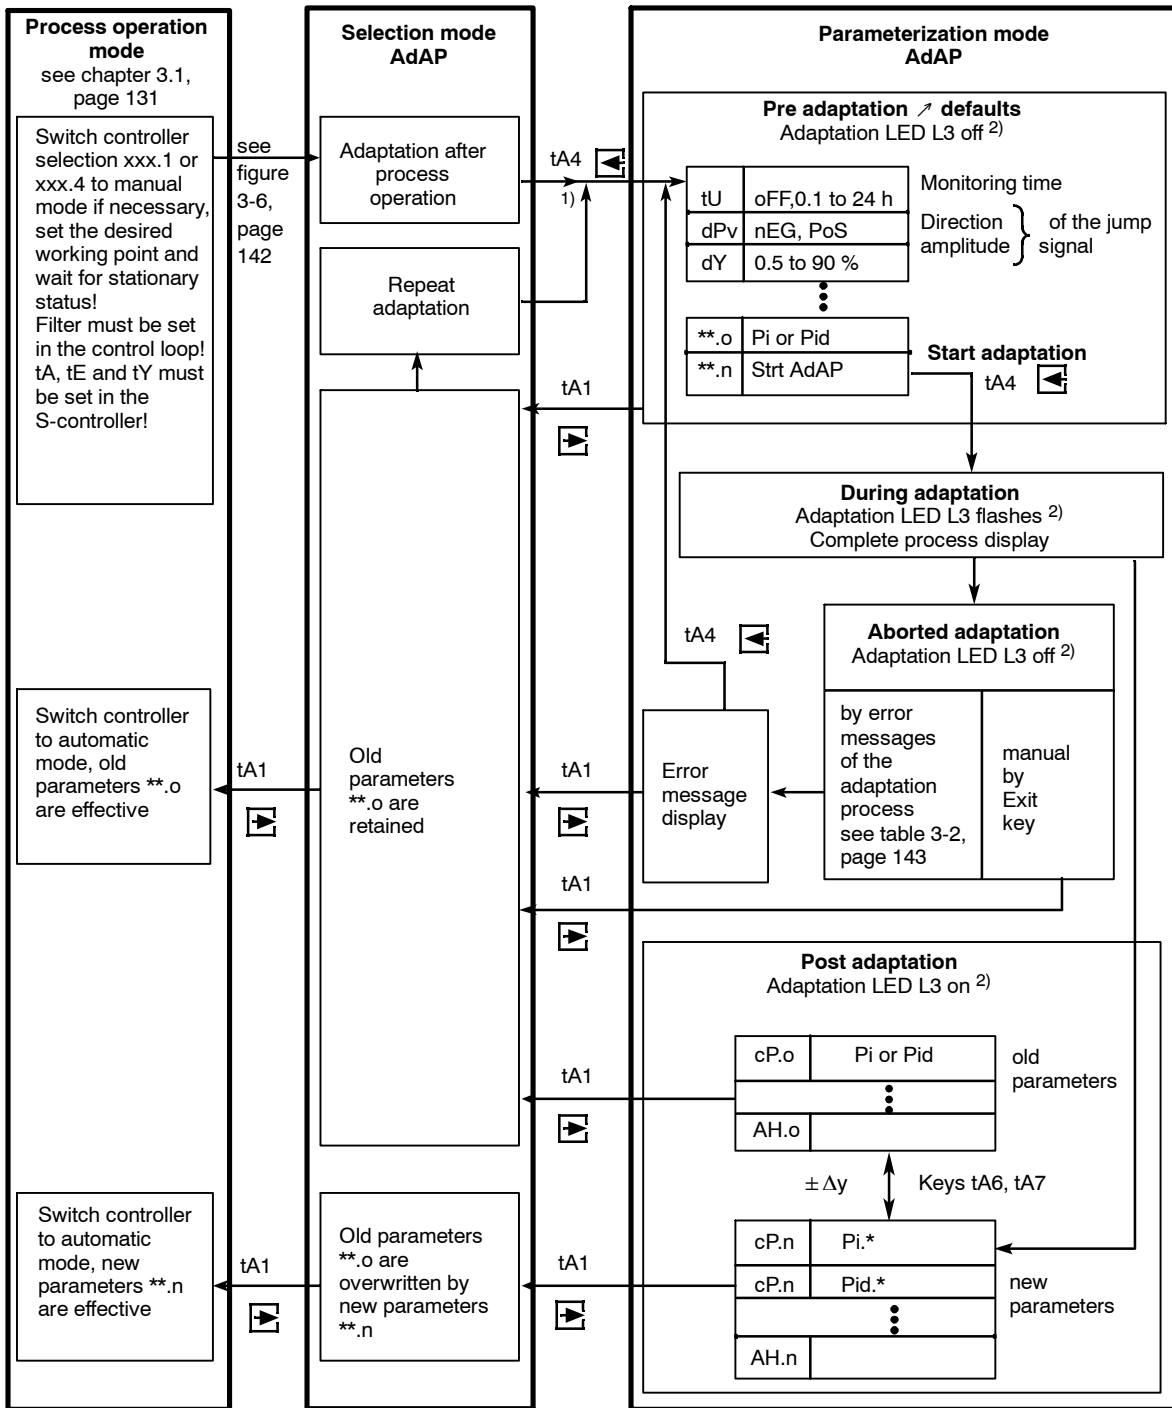 Process operation
mode
see chapter 3.1,
page 131
Switch controller
selection xxx.1 or
xxx.4 to manual
mode if necessary,
set the desired
working point and
wait for stationary
status!
Filter must be set
in the control loop!
tA, tE and tY must
be set in the
S-controller!
see
figure
3-6,
page
142
Switch controller
to automatic
mode, old
parameters **.o
are effective
tA1
Switch controller
to automatic
mode, new
parameters **.n
are effective
tA1
Selection mode
AdAP
Adaptation after
process
operation
Repeat
adaptation
Old
parameters
**.o are
retained
Old parameters
**.o are
overwritten by
new parameters
**.n
tA4
1)
tA1
tA1
tA1
tA1
tA1
Parameterization mode
AdAP
Pre adaptation ↗ defaults
Adaptation LED L3 off 2)
tU oFF,0.1 to 24 h
dPv nEG, PoS
dY 0.5 to 90 %
Monitoring time
Direction
amplitude
of the jump
signal
**.o Pi or Pid
**.n Strt AdAP
Start adaptation
tA4
During adaptation
Adaptation LED L3 flashes 2)
Complete process display
tA4
Aborted adaptation
Adaptation LED L3 off 2)
by error
messages
of the
adaptation
process
see table 3-2,
page 143
manual
by
Exit
key
Error
message
display
Post adaptation
Adaptation LED L3 on 2)
cP.o Pi or Pid
AH.o
old
parameters
± Δy
Keys tA6, tA7
cP.n Pi.*
cP.n Pid.*
AH.n
new
parameters